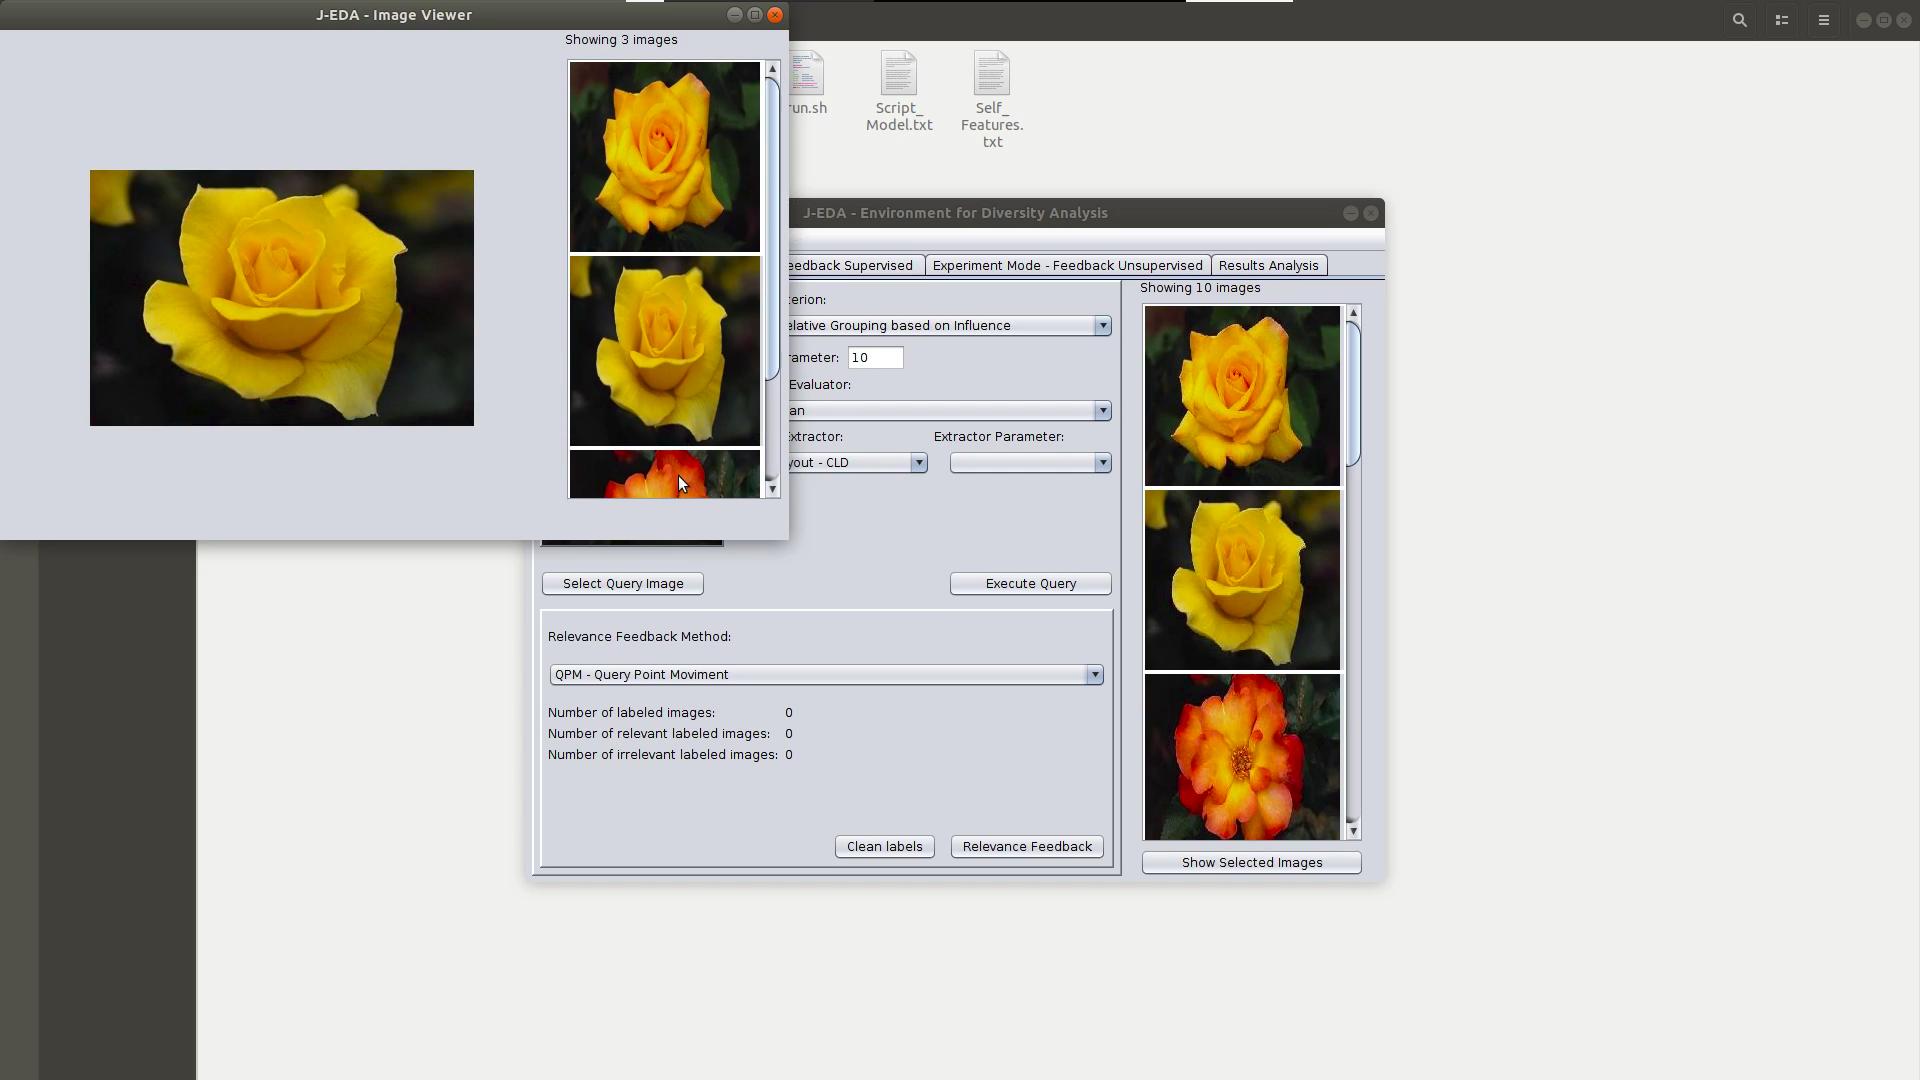 J-EDA - Image Viewer
Showing 3 images
run.sh
Script_
Model.txt
Self_
Features.
txt
J-EDA - Environment for Diversity Analysis
eedback Supervised
Experiment Mode - Feedback Unsupervised
Results Analysis
terion:
elative Grouping based on Influence
rameter:
10
Evaluator:
an
Extractor:
Extractor Parameter:
yout - CLD
Showing 10 images
Select Query Image
Execute Query
Relevance Feedback Method:
QPM - Query Point Moviment
Number of labeled images: 0
Number of relevant labeled images: 0
Number of irrelevant labeled images: 0
Clean labels
Relevance Feedback
Show Selected Images